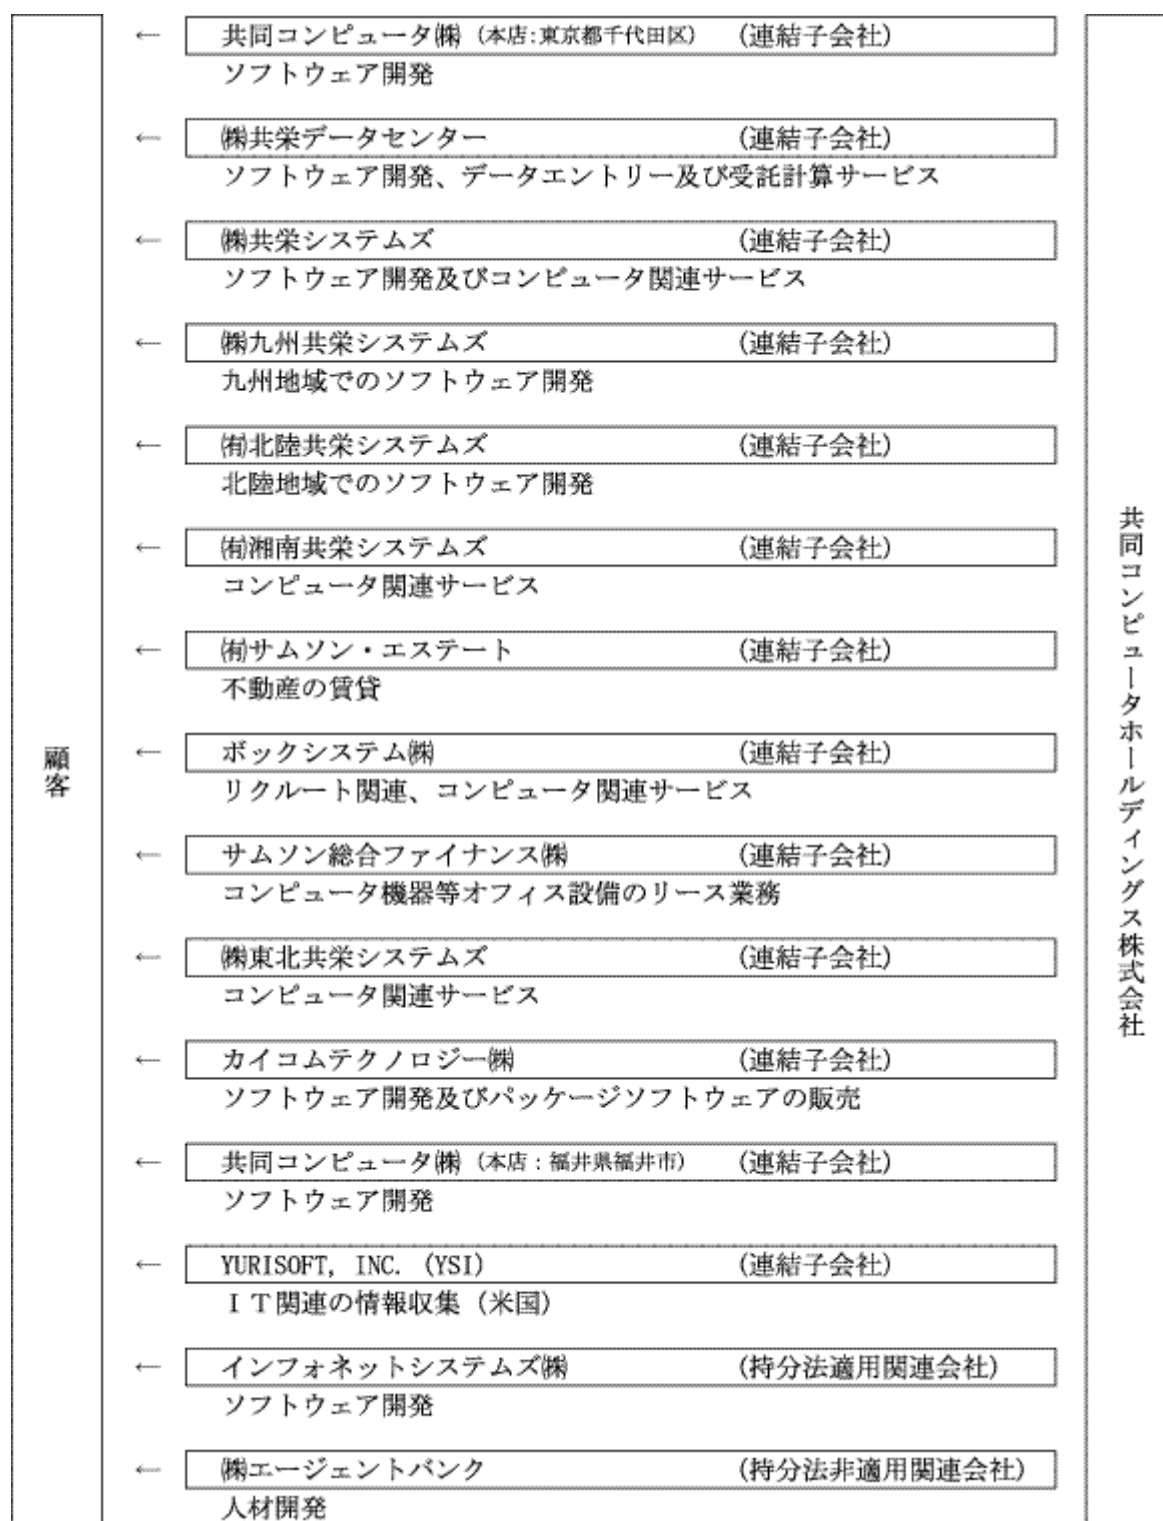 ← 共同コンピュータ㈱（本店:東京都千代田区） （連結子会社）
ソフトウェア開発
← ㈱共栄データセンター （連結子会社）
ソフトウェア開発、データエントリー及び受託計算サービス
← ㈱共栄システムズ （連結子会社）
ソフトウェア開発及びコンピュータ関連サービス
← ㈱九州共栄システムズ （連結子会社）
九州地域でのソフトウェア開発
← ㈲北陸共栄システムズ （連結子会社）
北陸地域でのソフトウェア開発
← ㈲湘南共栄システムズ （連結子会社）
コンピュータ関連サービス
← ㈲サムソン・エステート （連結子会社）
不動産の賃貸
顧客
← ボックシステム㈱ （連結子会社）
リクルート関連、コンピュータ関連サービス
← サムソン総合ファイナンス㈱ （連結子会社）
コンピュータ機器等オフィス設備のリース業務
← ㈱東北共栄システムズ （連結子会社）
コンピュータ関連サービス
← カイコムテクノロジー㈱ （連結子会社）
ソフトウェア開発及びパッケージソフトウェアの販売
← 共同コンピュータ㈱（本店：福井県福井市） （連結子会社）
ソフトウェア開発
← YURISOFT, INC. (YSI) （連結子会社）
ＩＴ関連の情報収集（米国）
← インフォネットシステムズ㈱ （持分法適用関連会社）
ソフトウェア開発
← ㈱エージェントバンク （持分法非適用関連会社）
人材開発
共同コンピュータホールディングス株式会社